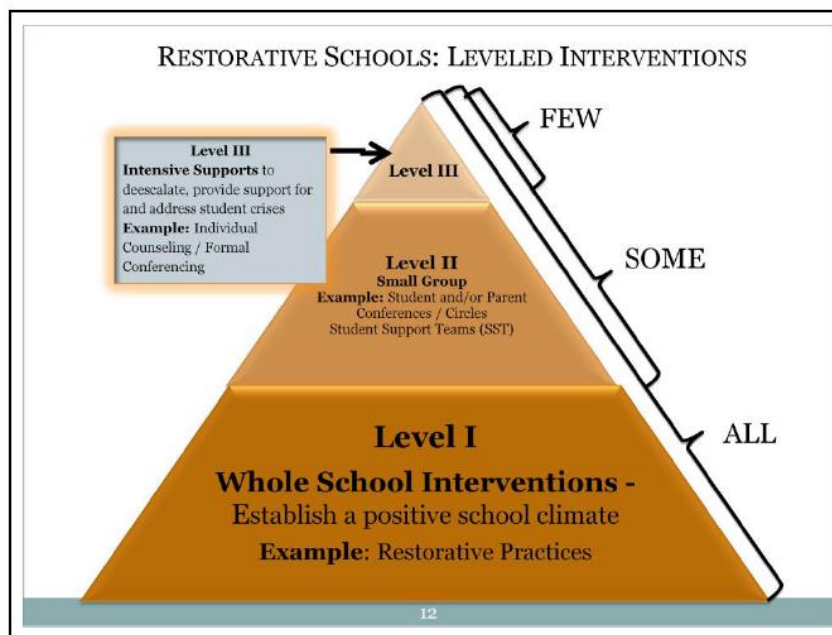 RESTORATIVE SCHOOLS: LEVELED INTERVENTIONS
FEW
Level III
Intensive Supports to
deescalate, provide support for
and address student crises
Example: Individual
Counseling / Formal
Conferencing
Level III
SOME
Level II
Small Group
Example: Student and/or Parent
Conferences / Circles
Student Support Teams (SST)
ALL
Level I
Whole School Interventions -
Establish a positive school climate
Example: Restorative Practices
12